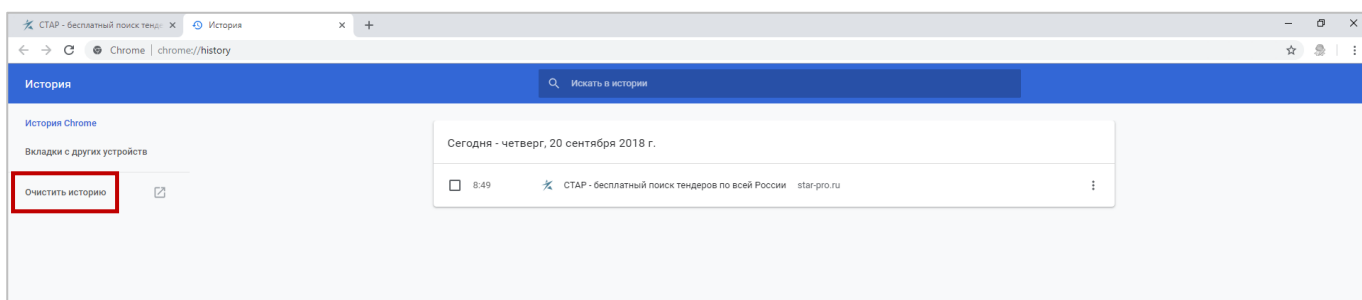 СТАР - бесплатный поиск тенде
История
Chrome | chrome://history
История
Искать в истории
История Chrome
Вкладки с других устройств
Очистить историю
Сегодня - четверг, 20 сентября 2018 г.
8:49 СТАР - бесплатный поиск тендеров по всей России star-pro.ru